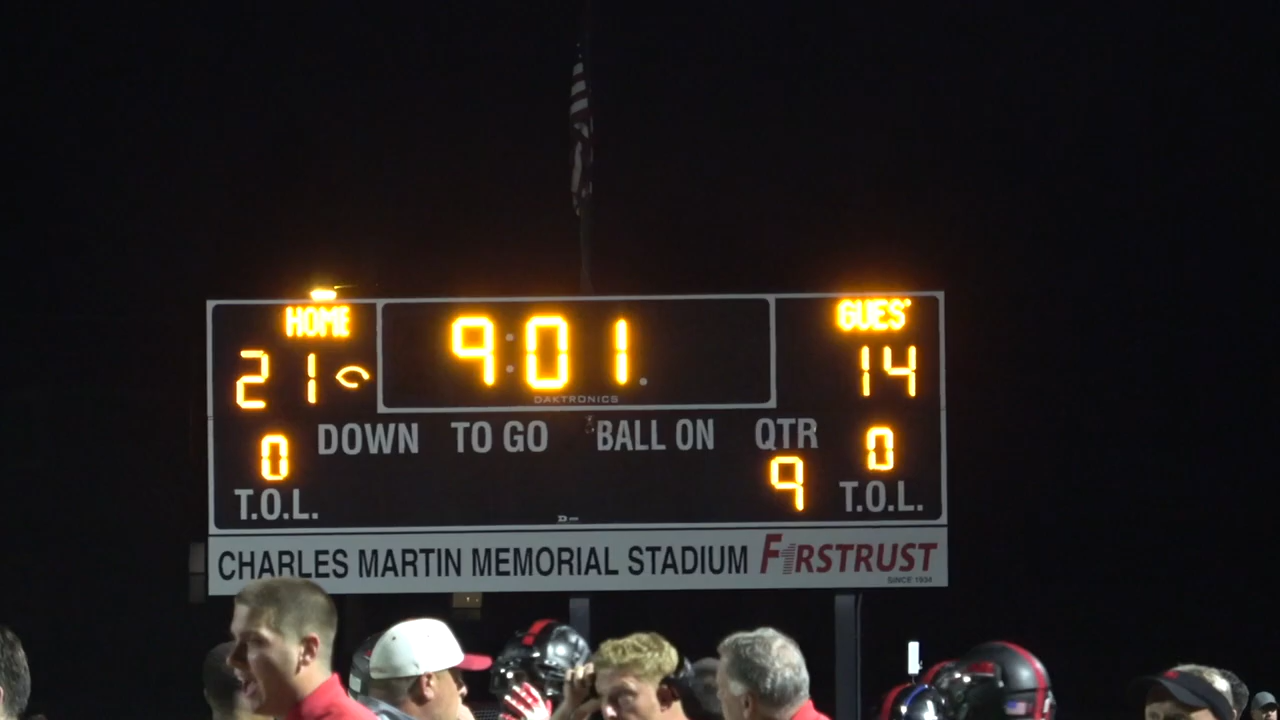 HOME
9:01
GUES'
21
14
DAKTRONICS
DOWN TO GO BALL ON QTR
0
0
9
T.O.L.
T.O.L.
CHARLES MARTIN MEMORIAL STADIUM F1RSTRUST
SINCE 1934